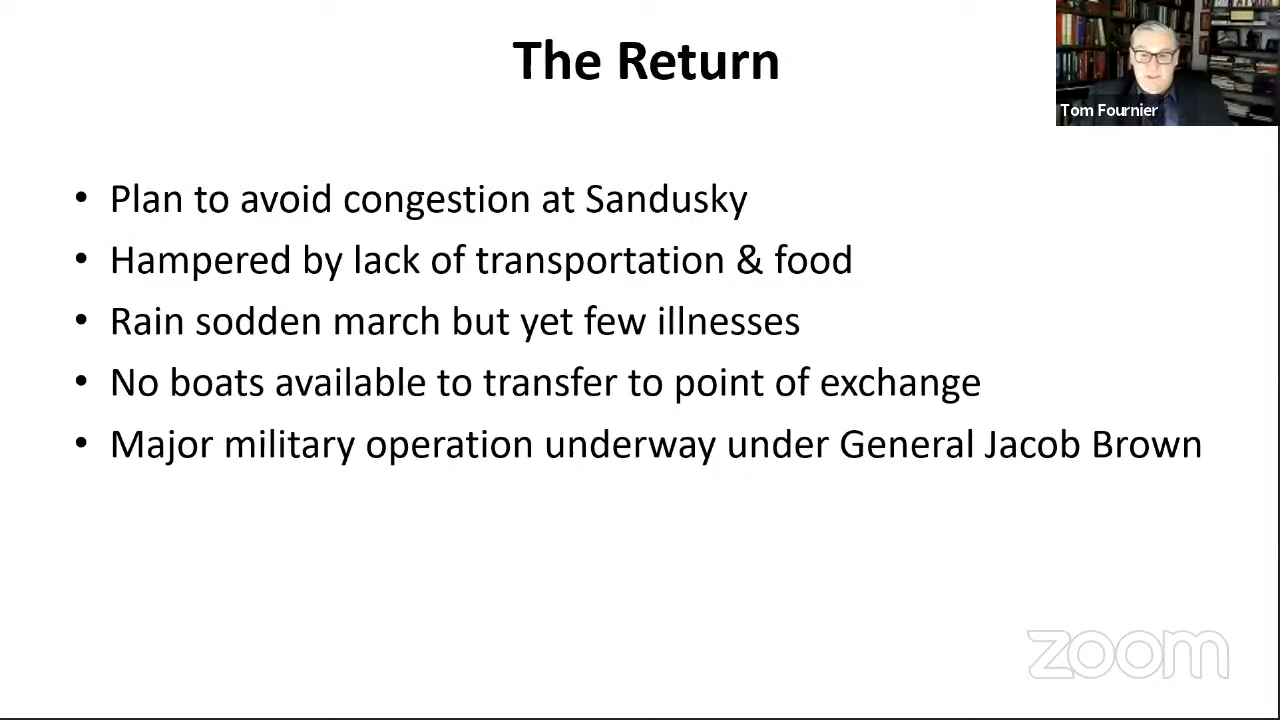 The Return
Tom Fournier
• Plan to avoid congestion at Sandusky
• Hampered by lack of transportation & food
• Rain sodden march but yet few illnesses
• No boats available to transfer to point of exchange
• Major military operation underway under General Jacob Brown
zoom